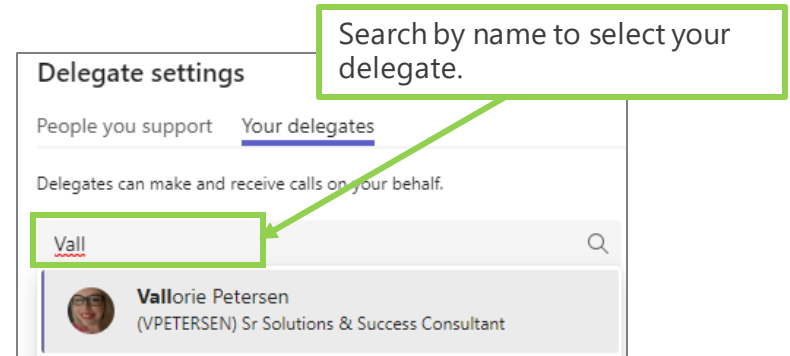 Search by name to select your
delegate.
Delegate settings
People you support Your delegates
Delegates can make and receive calls on your behalf.
Vall
Vallorie Petersen
(VPETERSEN) Sr Solutions & Success Consultant